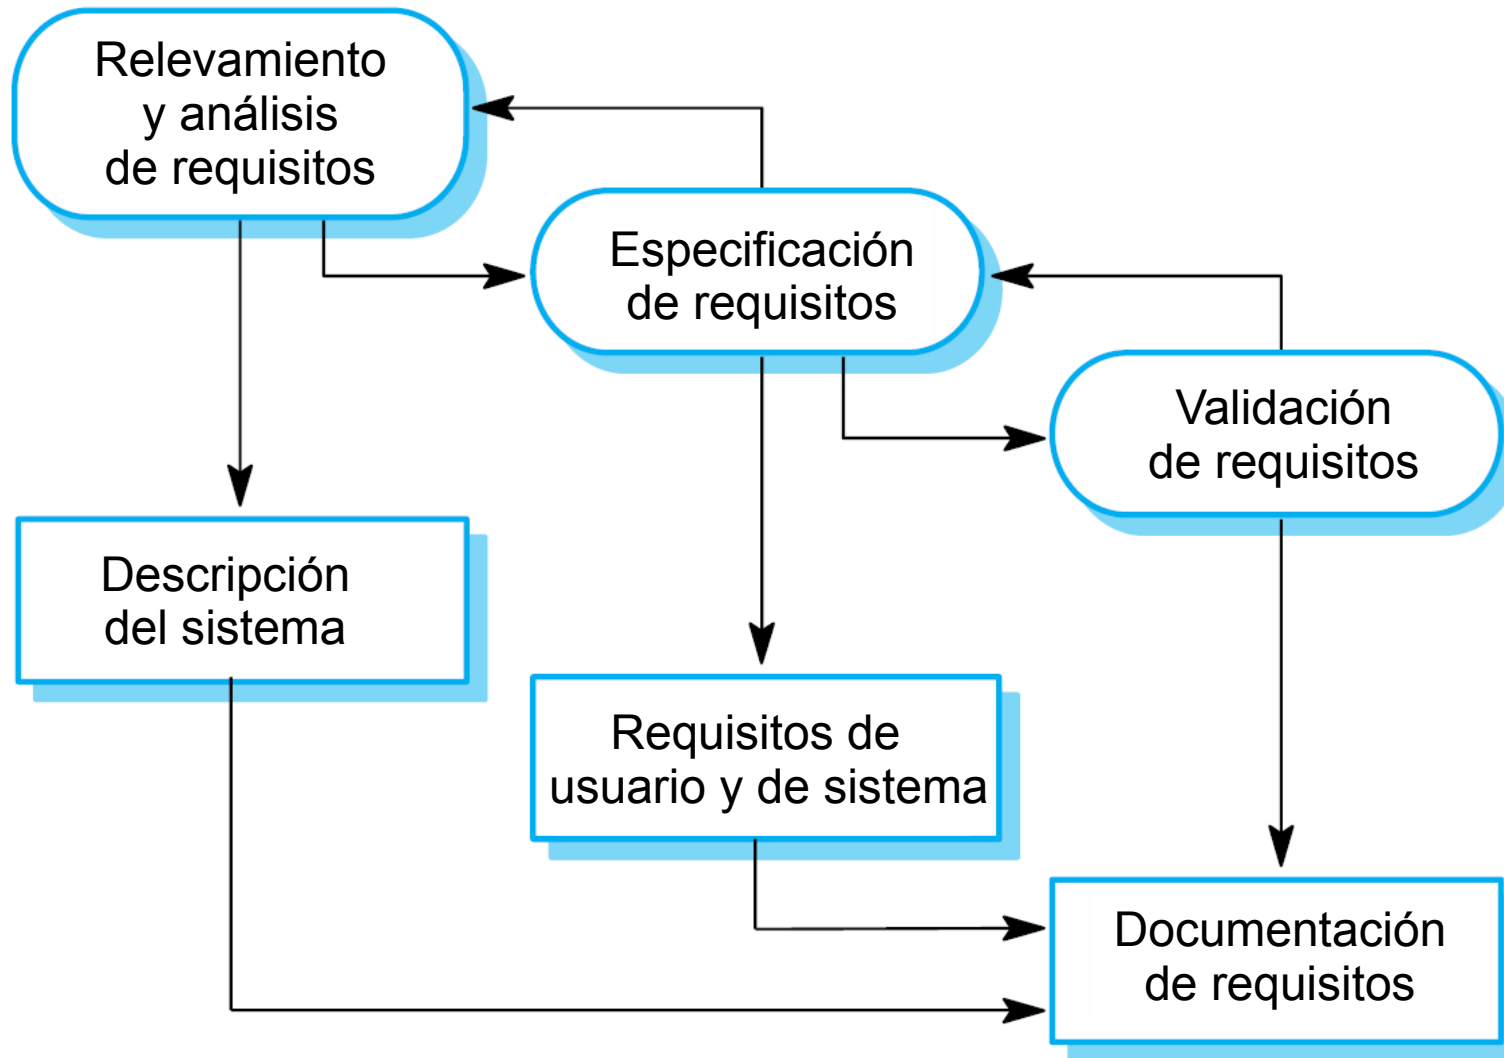 Relevamiento
y análisis
de requisitos
Especificación
de requisitos
Validación
de requisitos
Descripción
del sistema
Requisitos de
usuario y de sistema
Documentación
de requisitos